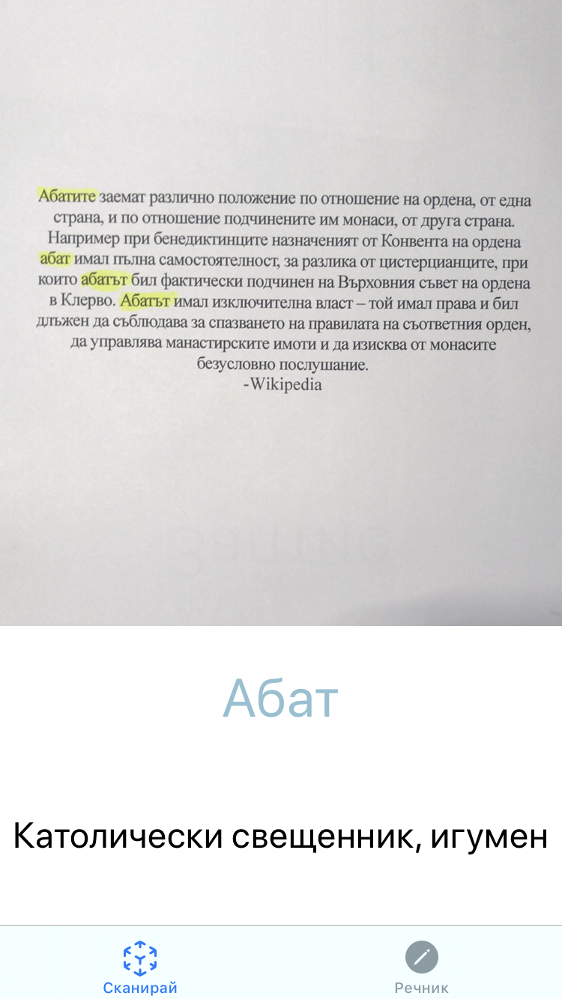 Абатите заемат различно положение по отношение на ордена, от една
страна, и по отношение подчинените им монаси, от друга страна.
Например при бенедиктинците назначеният от Конвента на ордена
абат имал пълна самостоятелност, за разлика от цистерцианците, при
които абатът бил фактически подчинен на Върховния съвет на ордена
в Клерво. Абатът имал изключителна власт – той имал права и бил
длъжен да съблюдава за спазването на правилата на съответния орден,
да управлява манастирските имоти и да изисква от монасите
безусловно послушание.
-Wikipedia
Абат
Католически свещенник, игумен
Сканирай
Речник